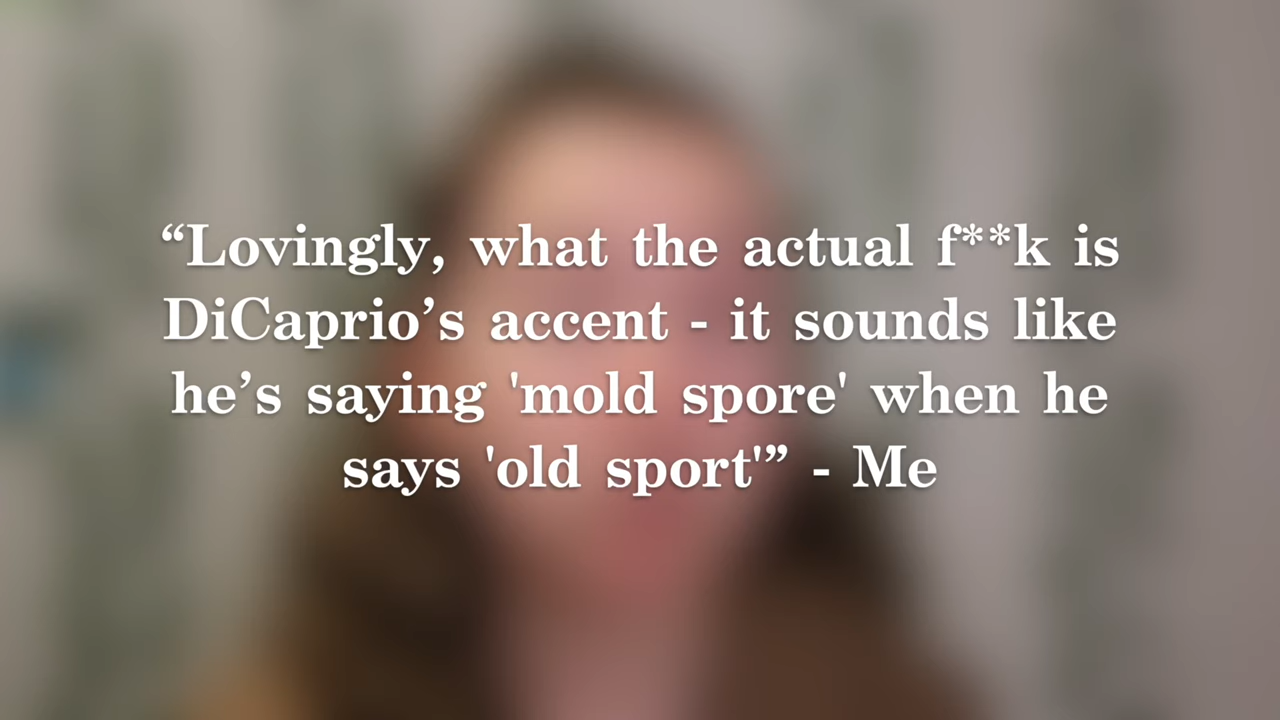 “Lovingly, what the actual f**k is
DiCaprio’s accent - it sounds like
he’s saying 'mold spore' when he
says 'old sport'” - Me